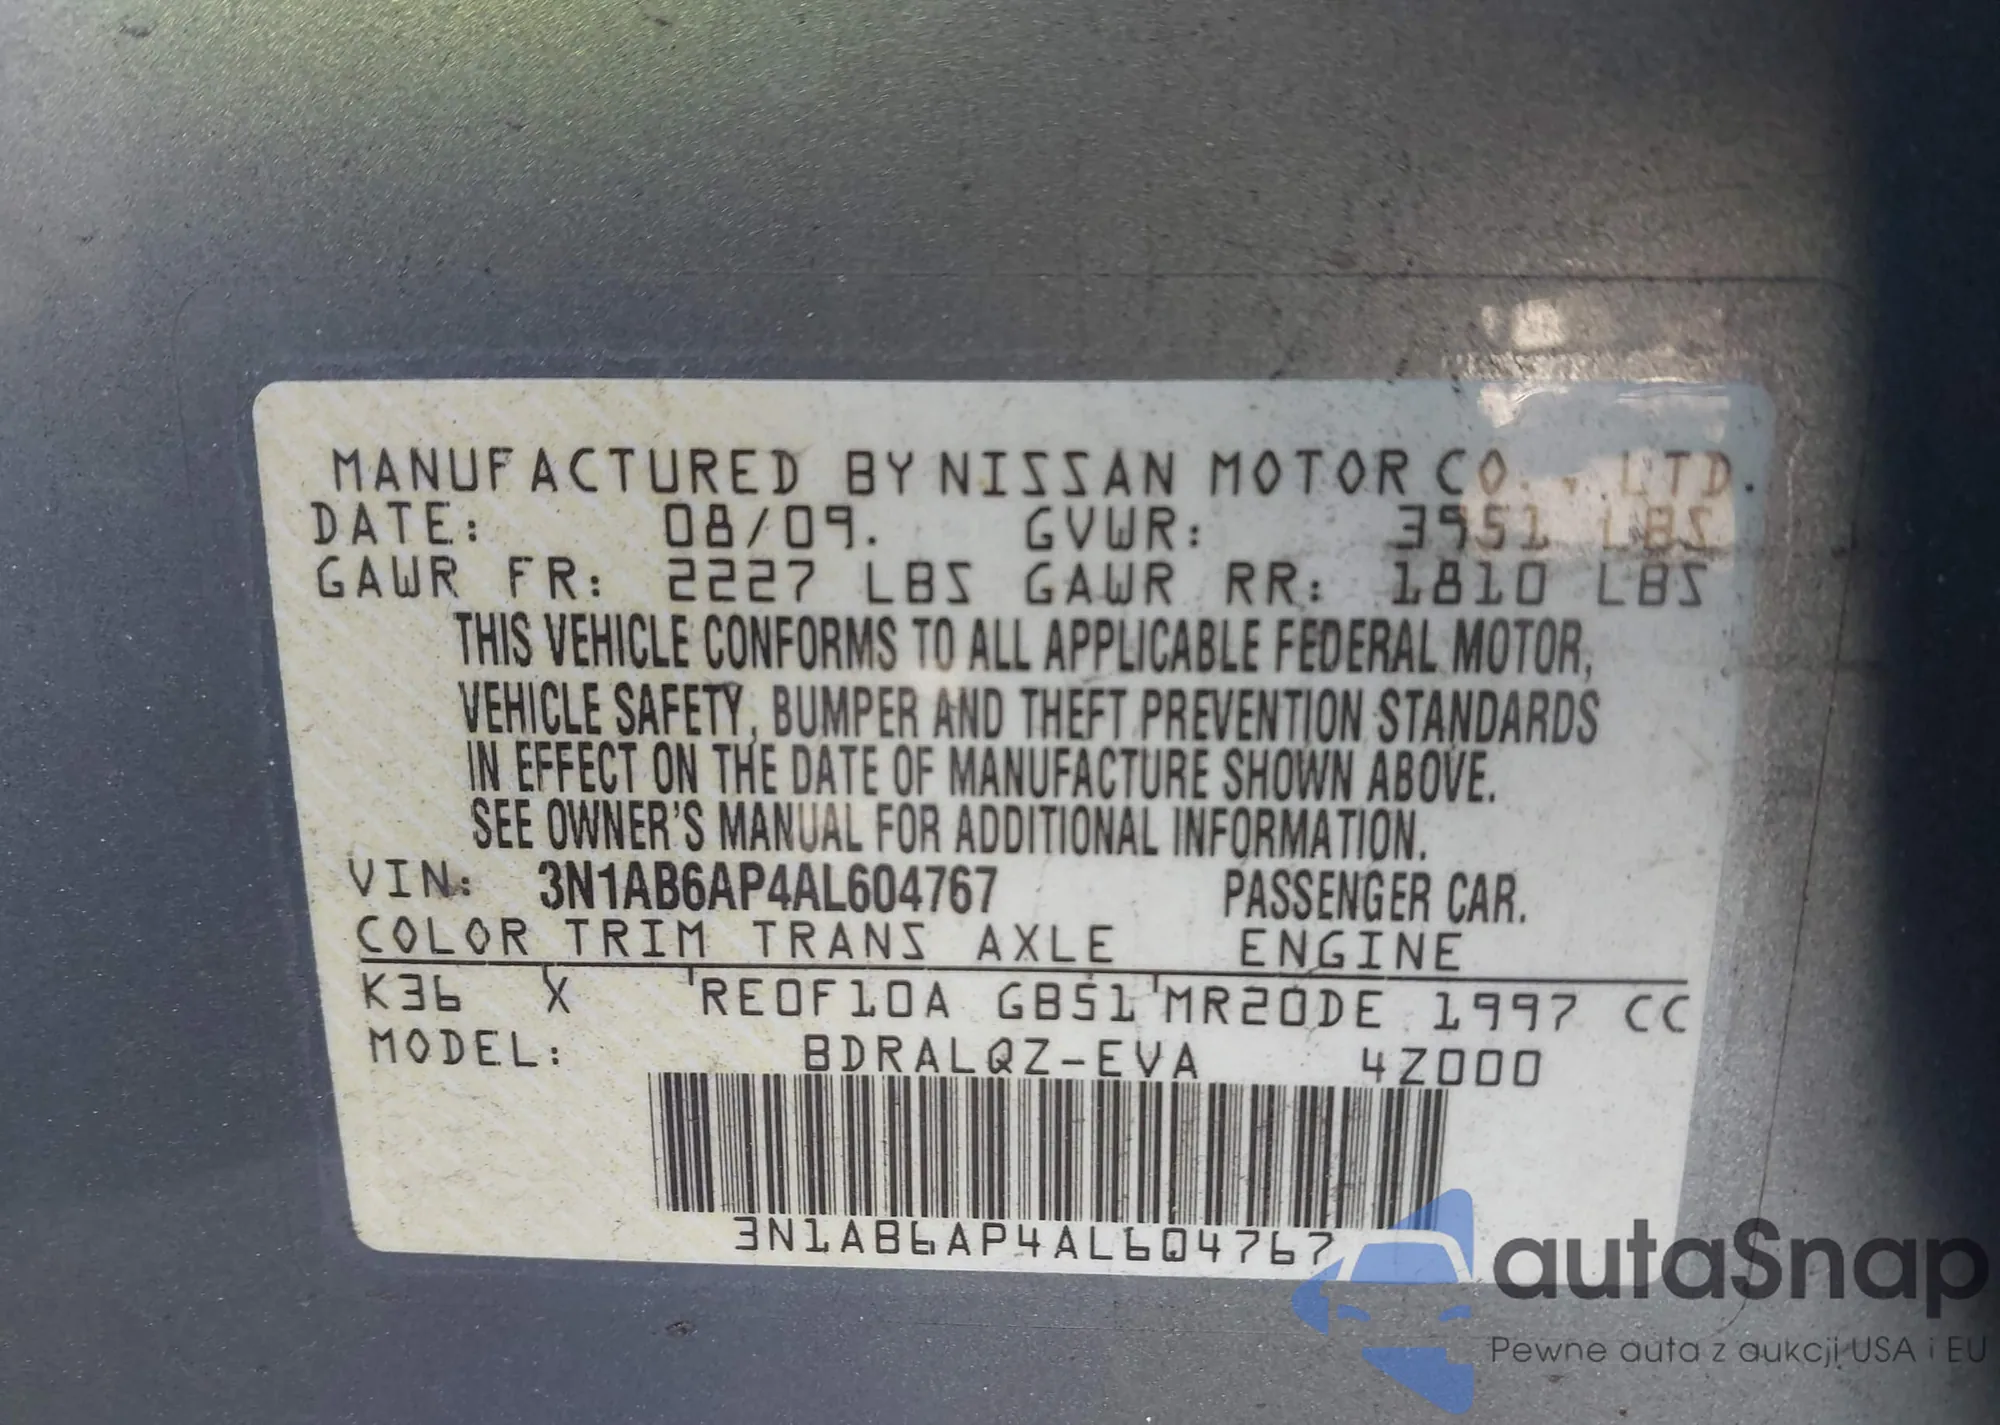 MANUFACTURED BY NISSAN MOTOR CO., LTD.
DATE: 08/09. GVWR: 3951 LBS
GAWR FR: 2227 LBS GAWR RR: 1810 LBS
THIS VEHICLE CONFORMS TO ALL APPLICABLE FEDERAL MOTOR,
VEHICLE SAFETY, BUMPER AND THEFT PREVENTION STANDARDS
IN EFFECT ON THE DATE OF MANUFACTURE SHOWN ABOVE.
SEE OWNER'S MANUAL FOR ADDITIONAL INFORMATION.
VIN: 3N1AB6AP4AL604767 PASSENGER CAR.
COLOR TRIM TRANS AXLE ENGINE
K36 X RE0F10A GB51 MR20DE 1997 CC
MODEL: BDRALQZ-EVA 4Z000
3N1AB6AP4AL604767
autaSnap
Pewne auta z aukcji USA i EU